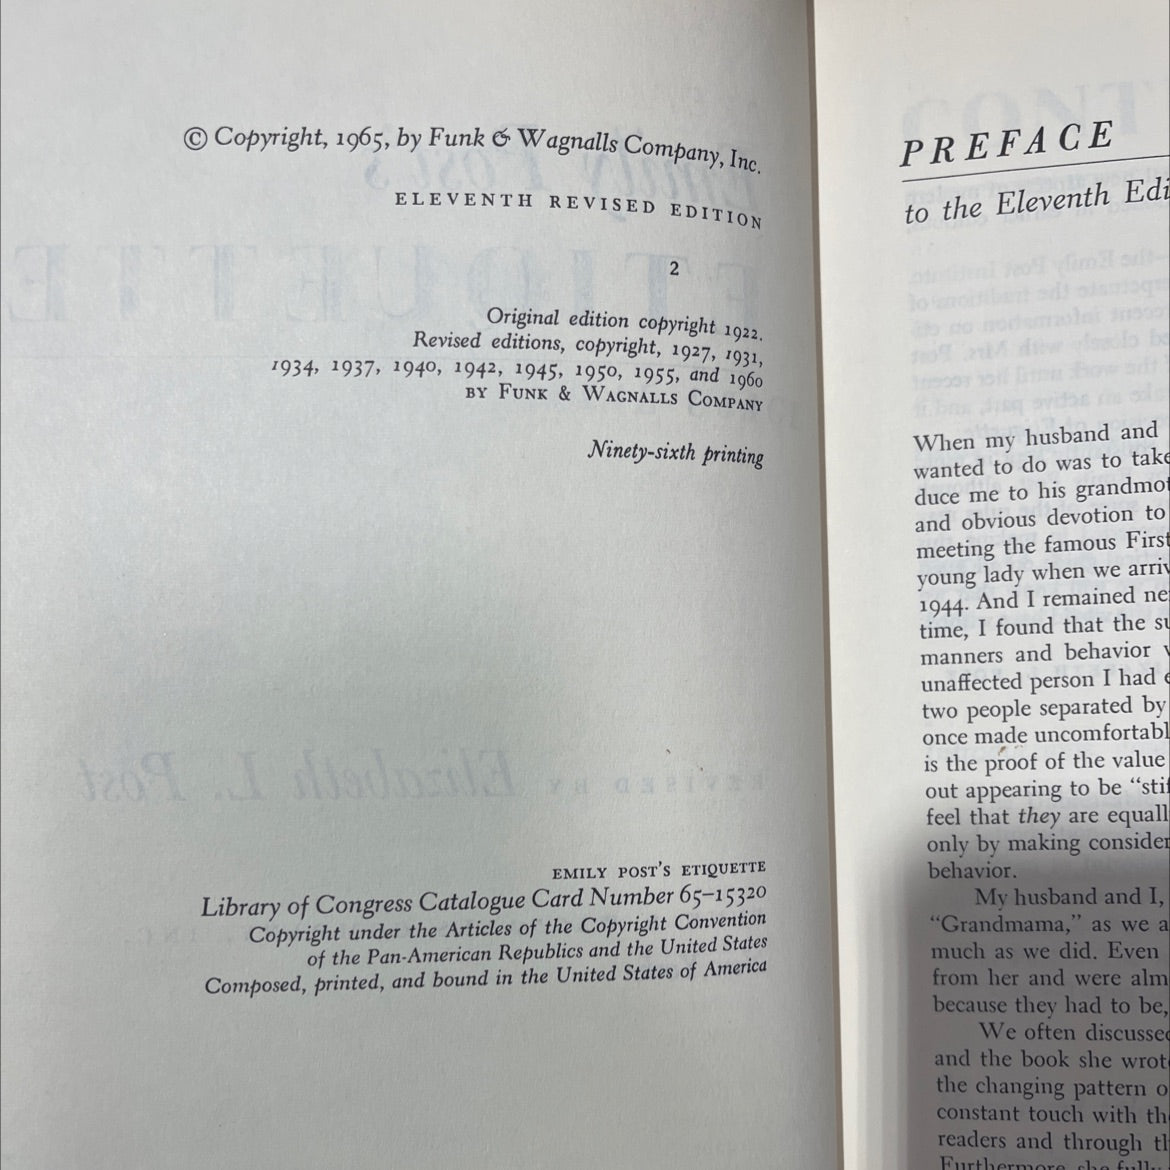 © Copyright, 1965, by Funk & Wagnalls Company, Inc.
ELEVENTH REVISED EDITION
2
Original edition copyright 1922.
Revised editions, copyright, 1927, 1931,
1934, 1937, 1940, 1942, 1945, 1950, 1955, and 1960
BY FUNK & WAGNALLS COMPANY
Ninety-sixth printing
EMILY POST'S ETIQUETTE
Library of Congress Catalogue Card Number 65-15320
Copyright under the Articles of the Copyright Convention
of the Pan-American Republics and the United States
Composed, printed, and bound in the United States of America
PREFACE
to the Eleventh Edi
When my husband and
wanted to do was to take
duce me to his grandmot
and obvious devotion to
meeting the famous First
young lady when we arriv
1944. And I remained ne
time, I found that the su
manners and behavior
unaffected person I had
two people separated by
once made uncomfortabl
is the proof of the value
out appearing to be "stif
feel that they are equall
only by making consider
behavior.
My husband and I,
"Grandmama," as we a
much as we did. Even
from her and were alm
because they had to be,
We often discussed
and the book she wrot
the changing pattern o
constant touch with th
readers and through th
Furthermore she full